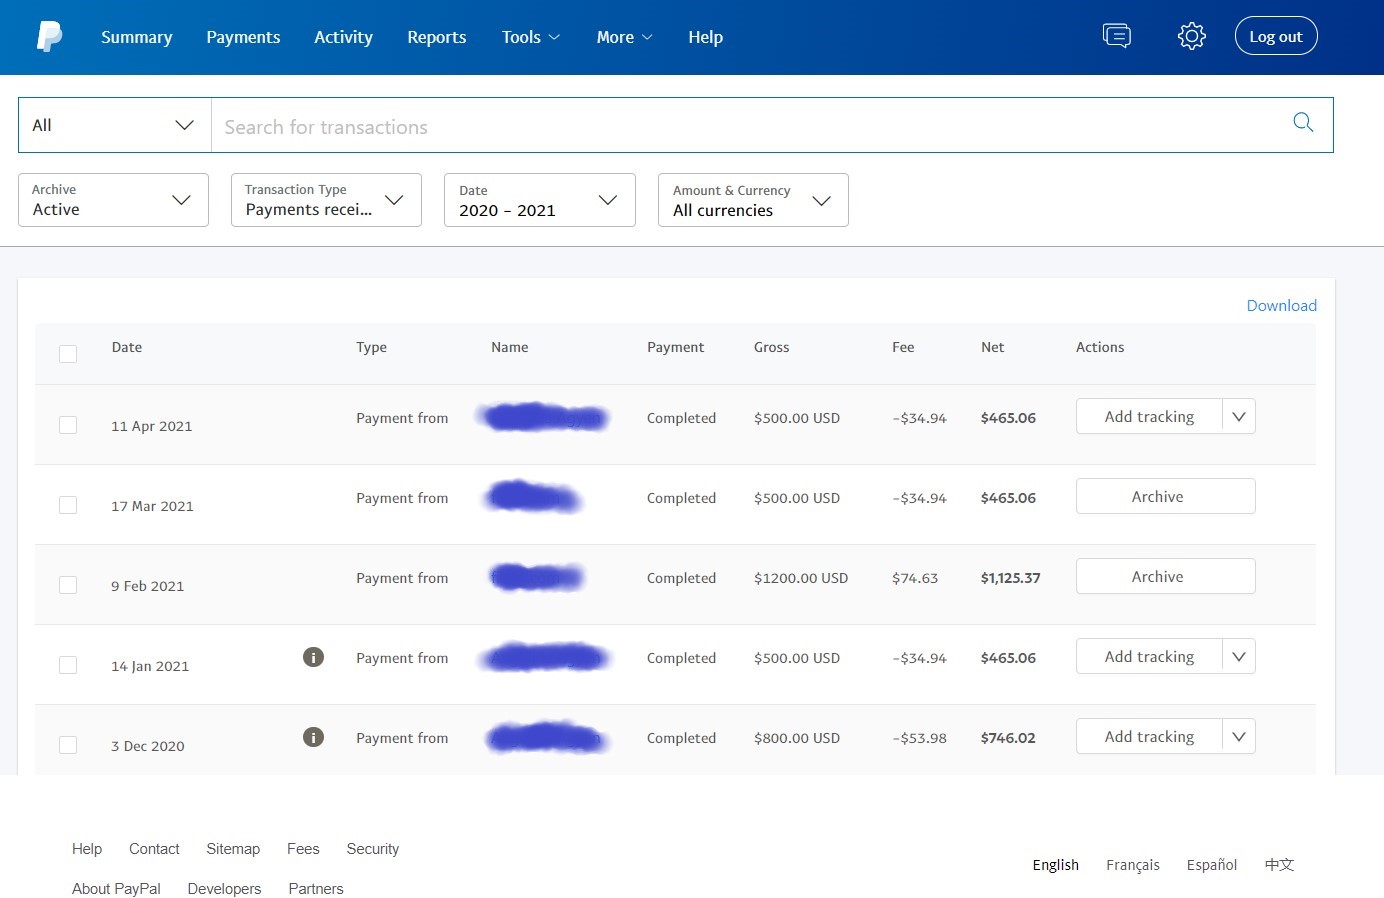 Summary Payments Activity Reports Tools More Help Log out
All Search for transactions
Archive Transaction Type Date Amount & Currency
Active Payments recei... 2020 - 2021 All currencies
Download
Date Type Name Payment Gross Fee Net Actions
11 Apr 2021 Payment from Completed $500.00 USD -$34.94 $465.06 Add tracking
17 Mar 2021 Payment from Completed $500.00 USD -$34.94 $465.06 Archive
9 Feb 2021 Payment from Completed $1200.00 USD $74.63 $1,125.37 Archive
14 Jan 2021 i Payment from Completed $500.00 USD -$34.94 $465.06 Add tracking
3 Dec 2020 i Payment from Completed $800.00 USD -$53.98 $746.02 Add tracking
Help Contact Sitemap Fees Security
English Français Español 中文
About PayPal Developers Partners